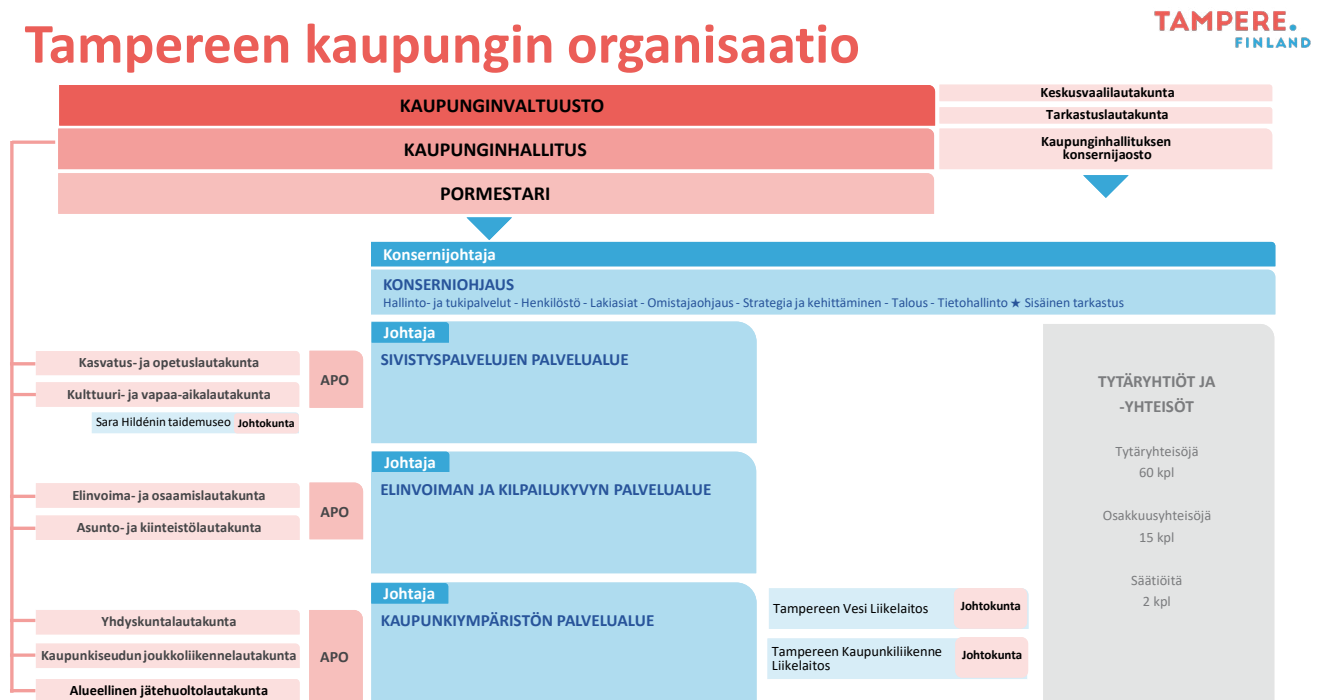 Tampereen kaupungin organisaatio
TAMPERE.
FINLAND
KAUPUNGINVALTUUSTO
Keskusvaalilautakunta
Tarkastuslautakunta
KAUPUNGINHALLITUS
Kaupunginhallituksen
konsernijaosto
PORMESTARI
Konsernijohtaja
KONSERNIOHJAUS
Hallinto- ja tukipalvelut - Henkilöstö - Lakiasiat - Omistajaohjaus - Strategia ja kehittäminen - Talous - Tietohallinto ★ Sisäinen tarkastus
Kasvatus- ja opetuslautakunta
Kulttuuri- ja vapaa-aikalautakunta
Sara Hildénin taidemuseo Johtokunta
APO
Johtaja
SIVISTYSPALVELUJEN PALVELUALUE
Elinvoima- ja osaamislautakunta
Asunto- ja kiinteistölautakunta
APO
Johtaja
ELINVOIMAN JA KILPAILUKYVYN PALVELUALUE
Yhdyskuntalautakunta
Kaupunkiseudun joukkoliikennelautakunta
Alueellinen jätehuoltolautakunta
APO
Johtaja
KAUPUNKIYMPÄRISTÖN PALVELUALUE
Tampereen Vesi Liikelaitos Johtokunta
Tampereen Kaupunkiliikenne
Liikelaitos
Johtokunta
TYTÄRYHTIÖT JA
-YHTEISÖT
Tytäryhteisöjä
60 kpl
Osakkuusyhteisöjä
15 kpl
Säätiöitä
2 kpl